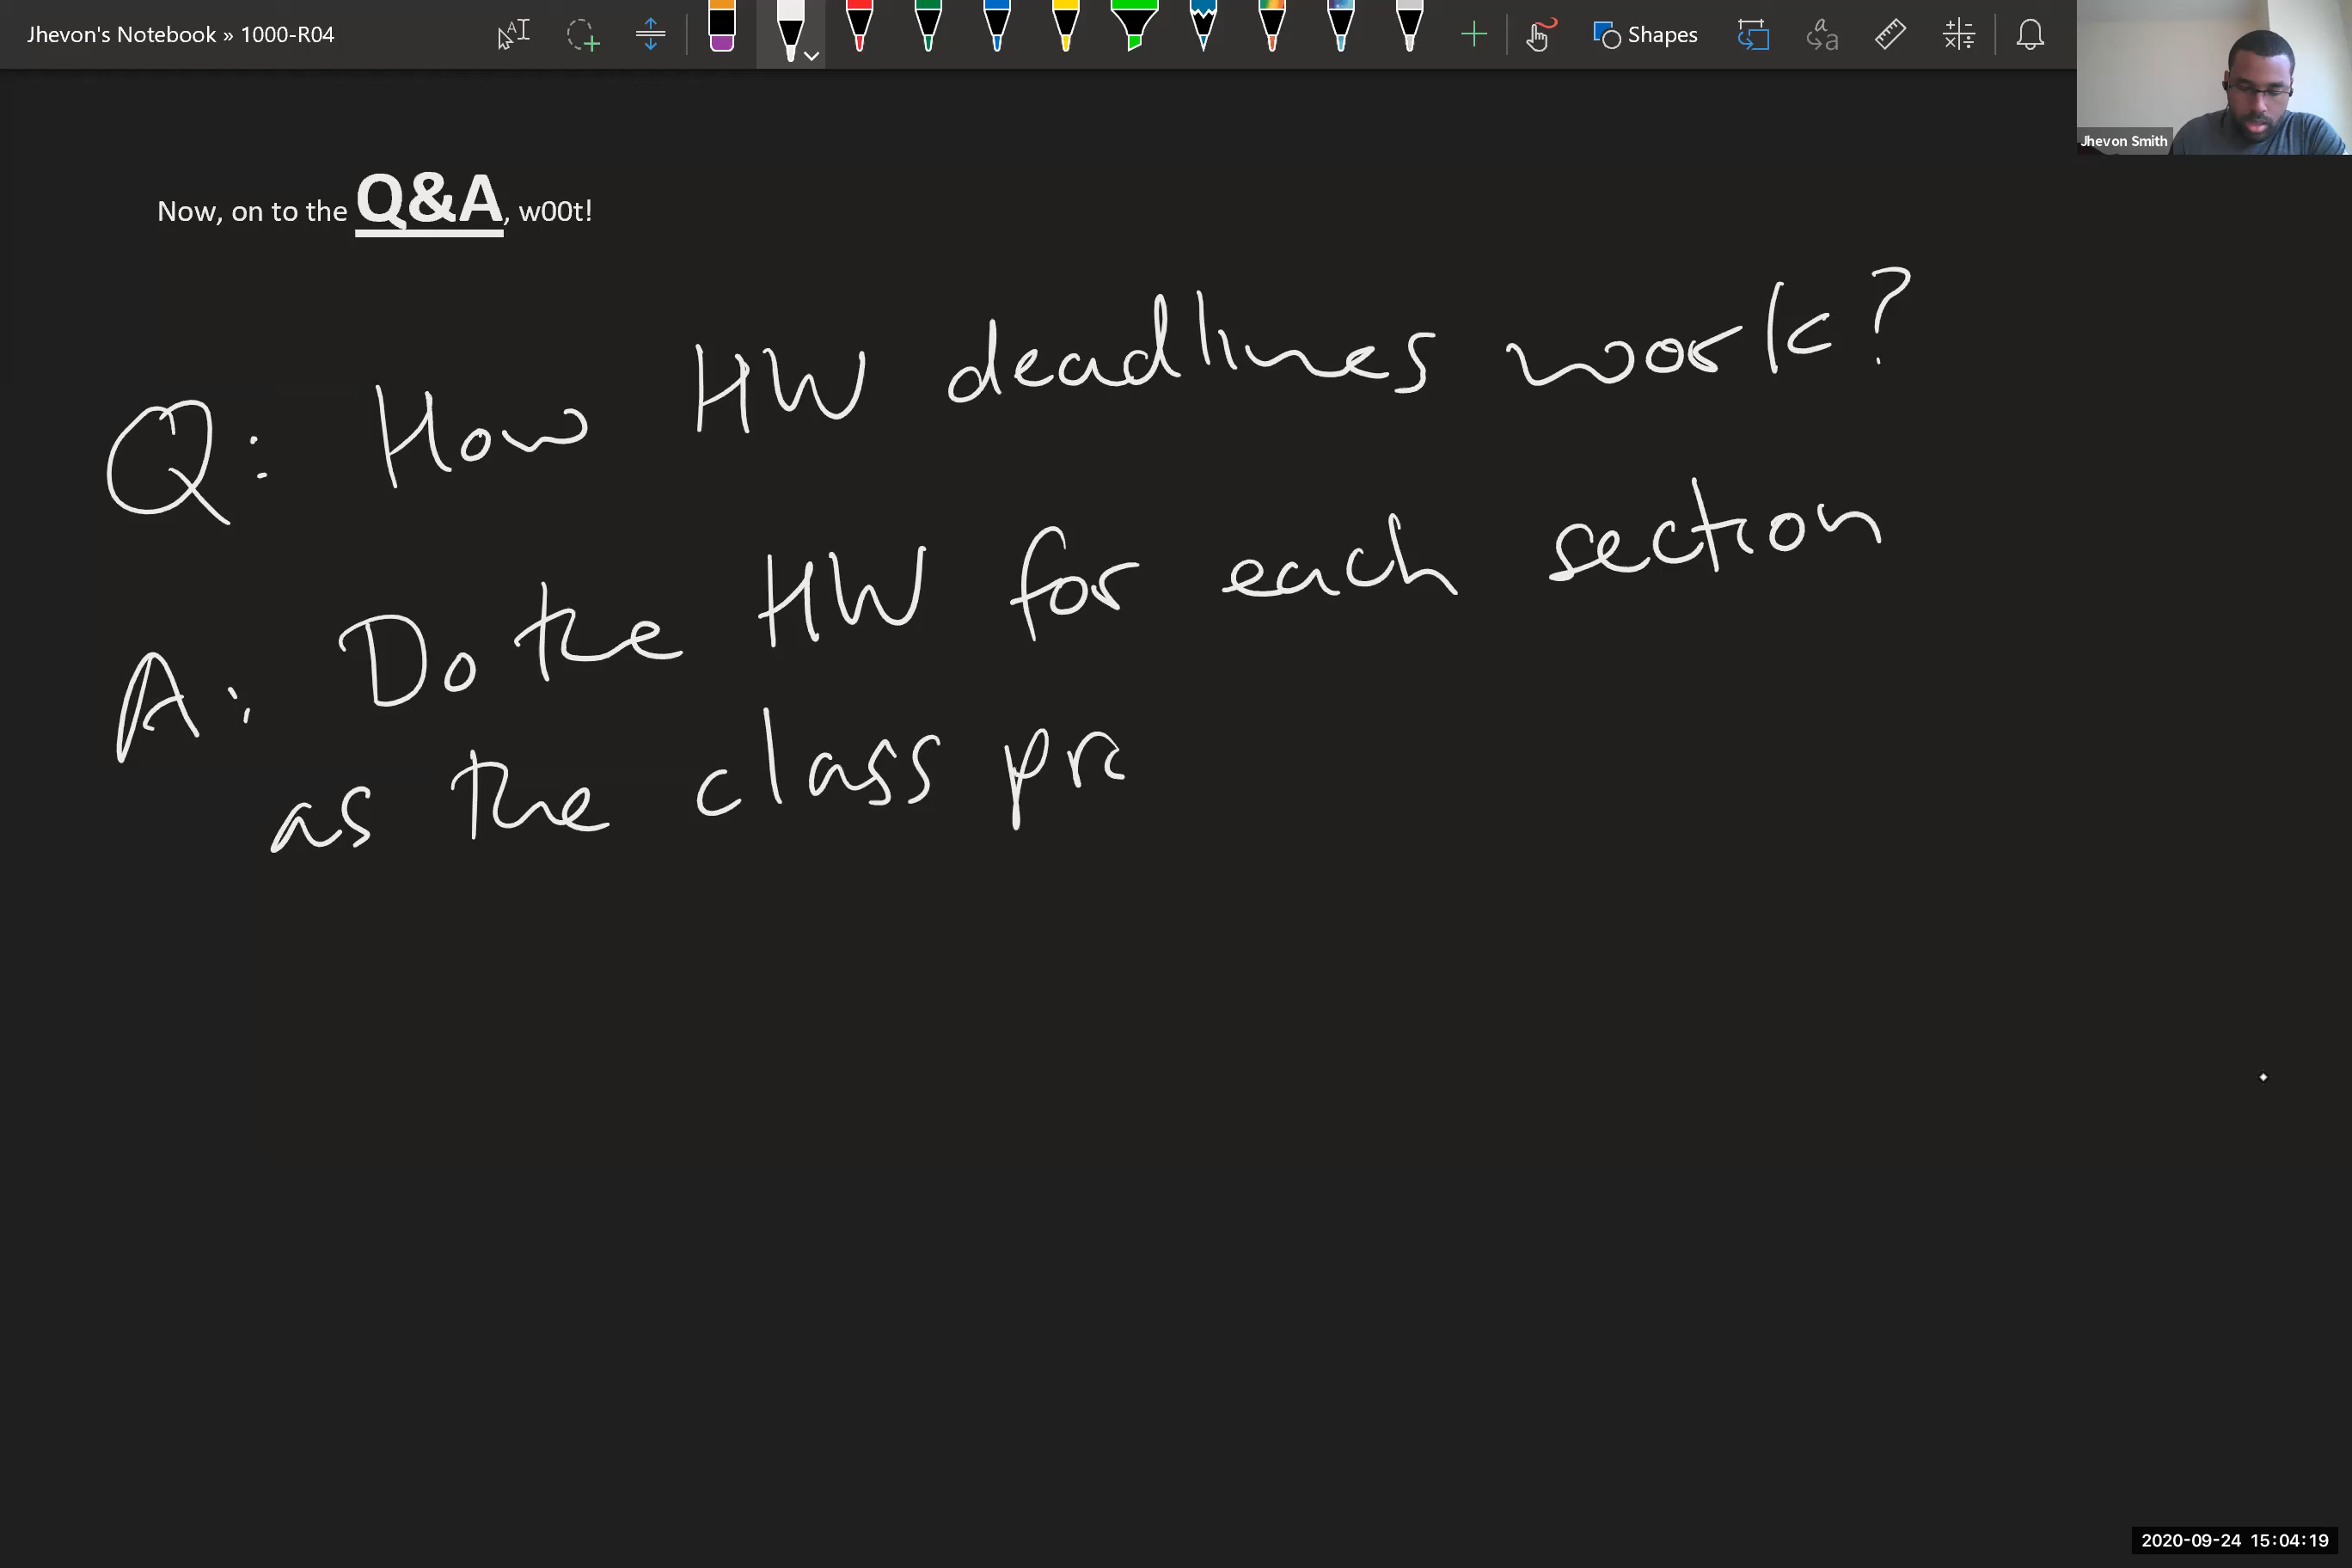 Jhevon's Notebook » 1000-R04
Shapes
Jhevon Smith
Now, on to the Q&A, w00t!
Q: How HW deadlines work?
A: Do the HW for each section
as the class pro
2020-09-24 15:04:19